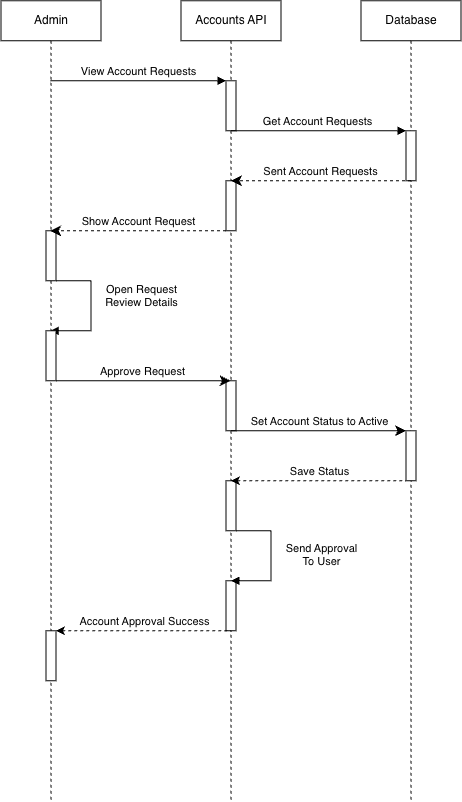 Admin
Accounts API
Database
View Account Requests
Get Account Requests
Sent Account Requests
Show Account Request
Open Request
Review Details
Approve Request
Set Account Status to Active
Save Status
Send Approval
To User
Account Approval Success